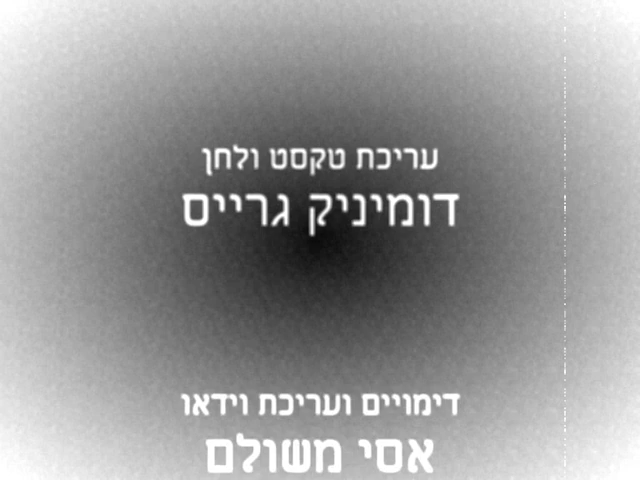 עריכת טקסט ולחן
דומיניק גרייס
דימויים ועריכת וידאו
אסי משולם